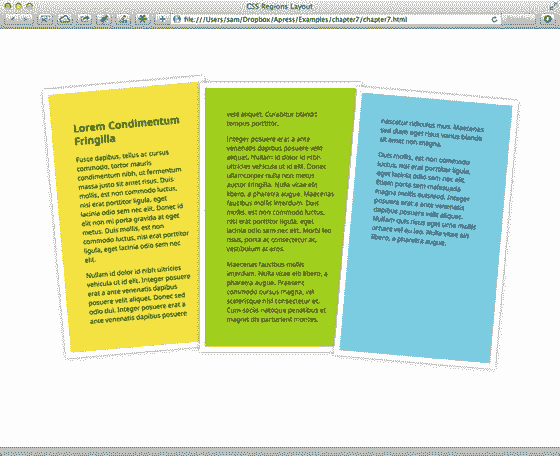 CSS Regions Layout
file:///Users/sam/Dropbox/Apress/Examples/chapter7/chapter7.html
Lorem Condimentum
Fringilla
Fusce dapibus, tellus ac cursus
commodo, tortor mauris
condimentum nibh, ut fermentum
massa justo sit amet risus. Duis
mollis, est non commodo luctus,
nisi erat porttitor ligula, eget
lacinia odio sem nec elit. Donec id
elit non mi porta gravida at eget
metus. Duis mollis, est non
commodo luctus, nisi erat porttitor
ligula, eget lacinia odio sem nec
elit.
Nullam id dolor id nibh ultricies
vehicula ut id elit. Integer posuere
erat a ante venenatis dapibus
posuere velit aliquet. Donec sed
odio dui. Integer posuere erat a
ante venenatis dapibus posuere
velit aliquet. Curabitur blandit
tempus porttitor.
Integer posuere erat a ante
venenatis dapibus posuere velit
aliquet. Nullam id dolor id nibh
ultricies vehicula ut id elit. Donec
ullamcorper nulla non metus
auctor fringilla. Nulla vitae elit
libero, a pharetra augue. Maecenas
faucibus mollis interdum. Duis
mollis, est non commodo luctus,
nisi erat porttitor ligula, eget
lacinia odio sem nec elit. Morbi leo
risus, porta ac consectetur ac,
vestibulum at eros.
Maecenas faucibus mollis
interdum. Nulla vitae elit libero, a
pharetra augue. Praesent
commodo cursus magna, vel
scelerisque nisl consectetur et.
Cum sociis natoque penatibus et
magnis dis parturient montes,
nascetur ridiculus mus. Maecenas
sed diam eget risus varius blandit
sit amet non magna.
Duis mollis, est non commodo
luctus, nisi erat porttitor ligula,
eget lacinia odio sem nec elit.
Etiam porta sem malesuada
magna mollis euismod. Integer
posuere erat a ante venenatis
dapibus posuere velit aliquet.
Nullam quis risus eget urna mollis
ornare vel eu leo. Nulla vitae elit
libero, a pharetra augue.